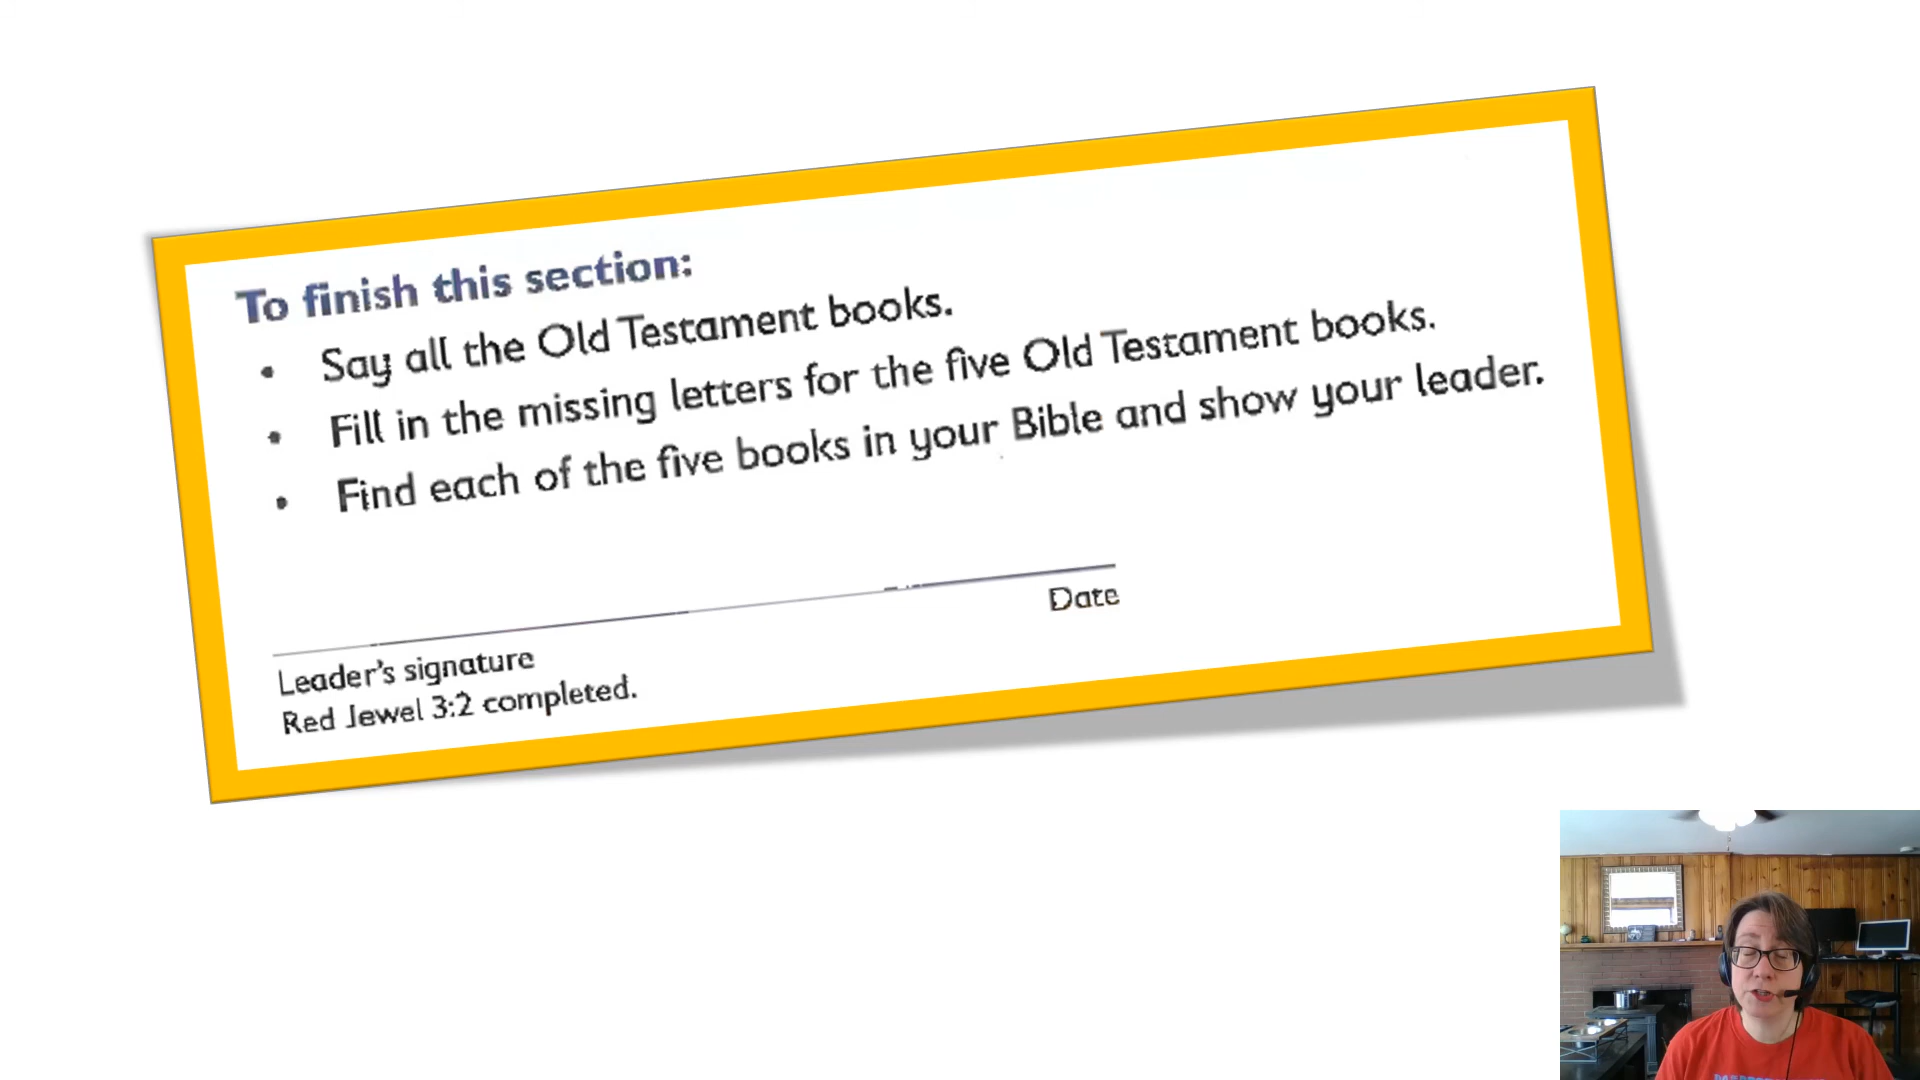 To finish this section:
• Say all the Old Testament books.
• Fill in the missing letters for the five Old Testament books.
• Find each of the five books in your Bible and show your leader.
Leader's signature
Date
Red Jewel 3:2 completed.